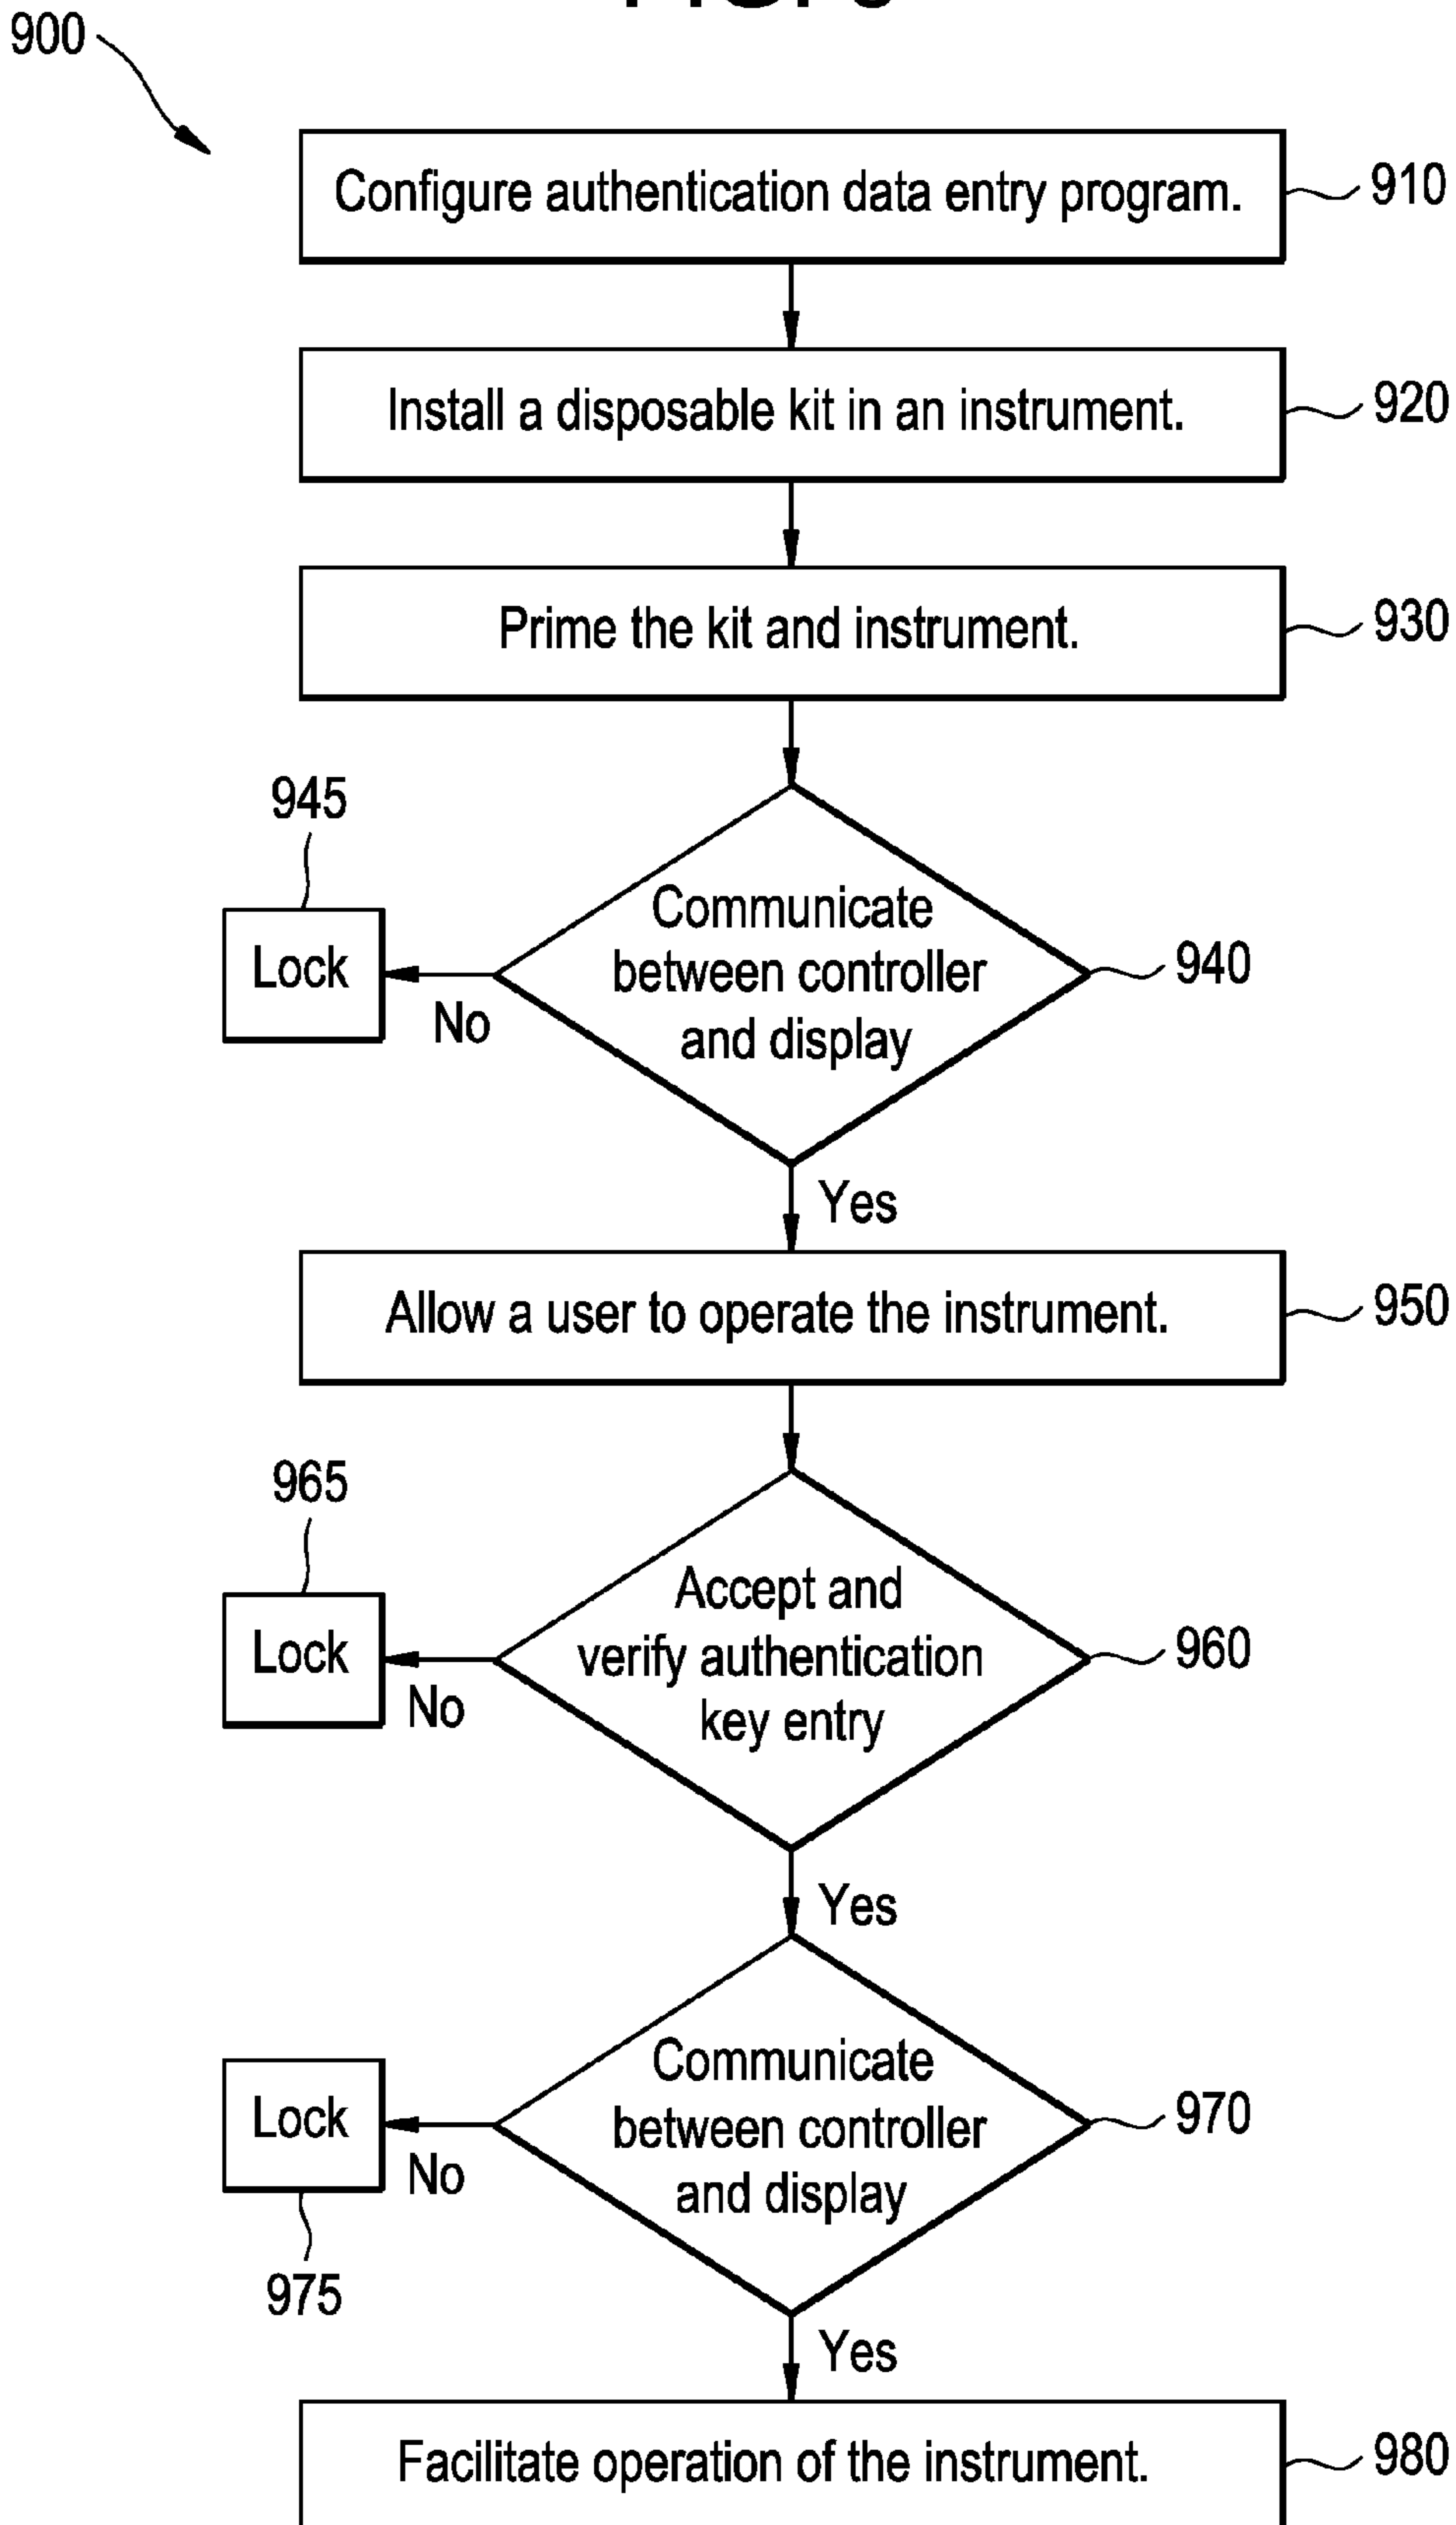 900
Configure authentication data entry program.
910
Install a disposable kit in an instrument.
920
Prime the kit and instrument.
930
945
Communicate
between controller
and display
940
Lock
No
Yes
Allow a user to operate the instrument.
950
965
Accept and
verify authentication
key entry
960
Lock
No
Yes
Communicate
between controller
and display
970
Lock
No
975
Yes
Facilitate operation of the instrument.
980